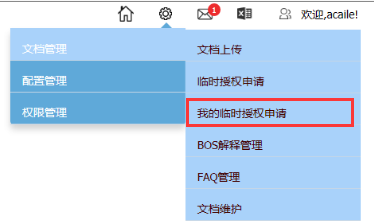 1
欢迎,acaile!
文档管理
配置管理
权限管理
文档上传
临时授权申请
我的临时授权申请
BOS解释管理
FAQ管理
文档维护